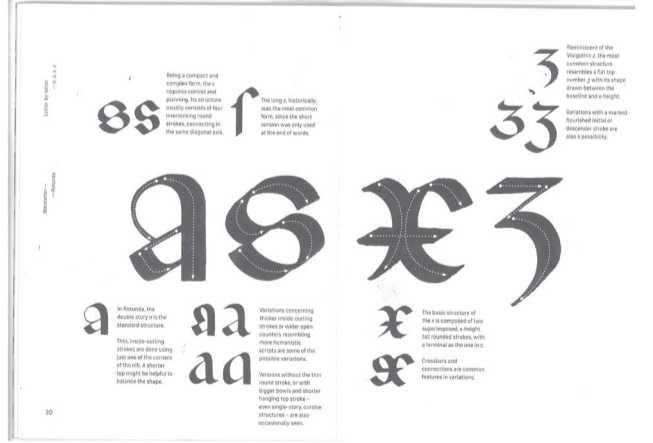 Letter by letter
— a, s, x, z
—Rotunda
Being a compact and
complex form, the s
requires control and
planning. Its structure
usually consists of four
interlocking round
strokes, connecting in
the same diagonal axis.
s s
ſ
The long s, historically,
was the most common
form, since the short
version was only used
at the end of words.
z
z z
Reminiscent of the
Visigothic z, the most
common structure
resembles a flat top
number 3 with its shape
drawn between the
baseline and x-height.
Variations with a marked
flourished initial or
descender stroke are
also a possibility.
a s x z
a
In Rotunda, the
double story a is the
standard structure.
Thin, inside-curling
strokes are done using
just one of the corners
of the nib. A shorter
top might be helpful to
balance the shape.
a a
a a
Variations concerning
thicker inside-curling
strokes or wider open
counters resembling
more humanistic
scripts are some of the
possible variations.
Versions without the thin
round stroke, or with
bigger bowls and shorter
hanging top stroke –
even single-story, cursive
structures – are also
occasionally seen.
x
x
The basic structure of
the x is composed of two
superimposed, x-height
tall rounded strokes, with
a terminal as the one in c.
Crossbars and
connections are common
features in variations.
30